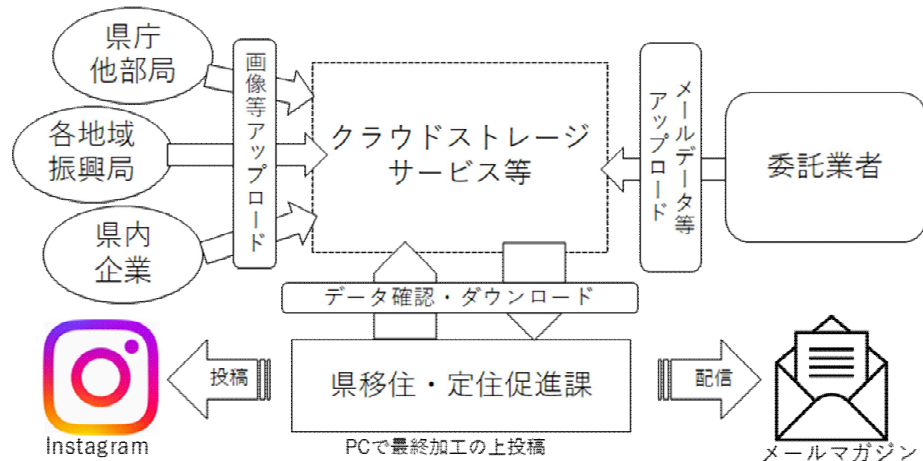 県庁
他部局
各地域
振興局
県内
企業
画像等アップロード
クラウドストレージ
サービス等
メールデータ等
アップロード
委託業者
データ確認・ダウンロード
投稿
県移住・定住促進課
配信
Instagram
PCで最終加工の上投稿
メールマガジン